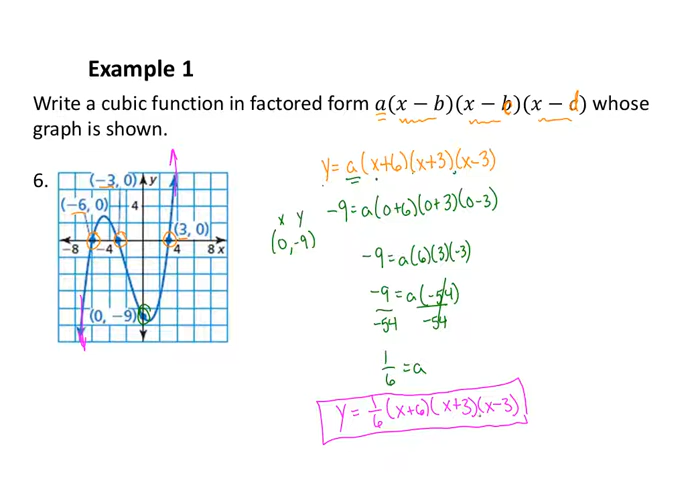 Example 1
Write a cubic function in factored form a(x − b)(x − c)(x − d) whose
graph is shown.
6.
(−3, 0) y
(−6, 0)
4
(3, 0)
−8 −4 4 8 x
(0, −9)
y = a(x+6)(x+3)(x-3)
x y
(0,-9)
-9 = a(0+6)(0+3)(0-3)
-9 = a(6)(3)(-3)
-9 = a(-54)
-54 -54
1/6 = a
y = 1/6 (x+6)(x+3)(x-3)